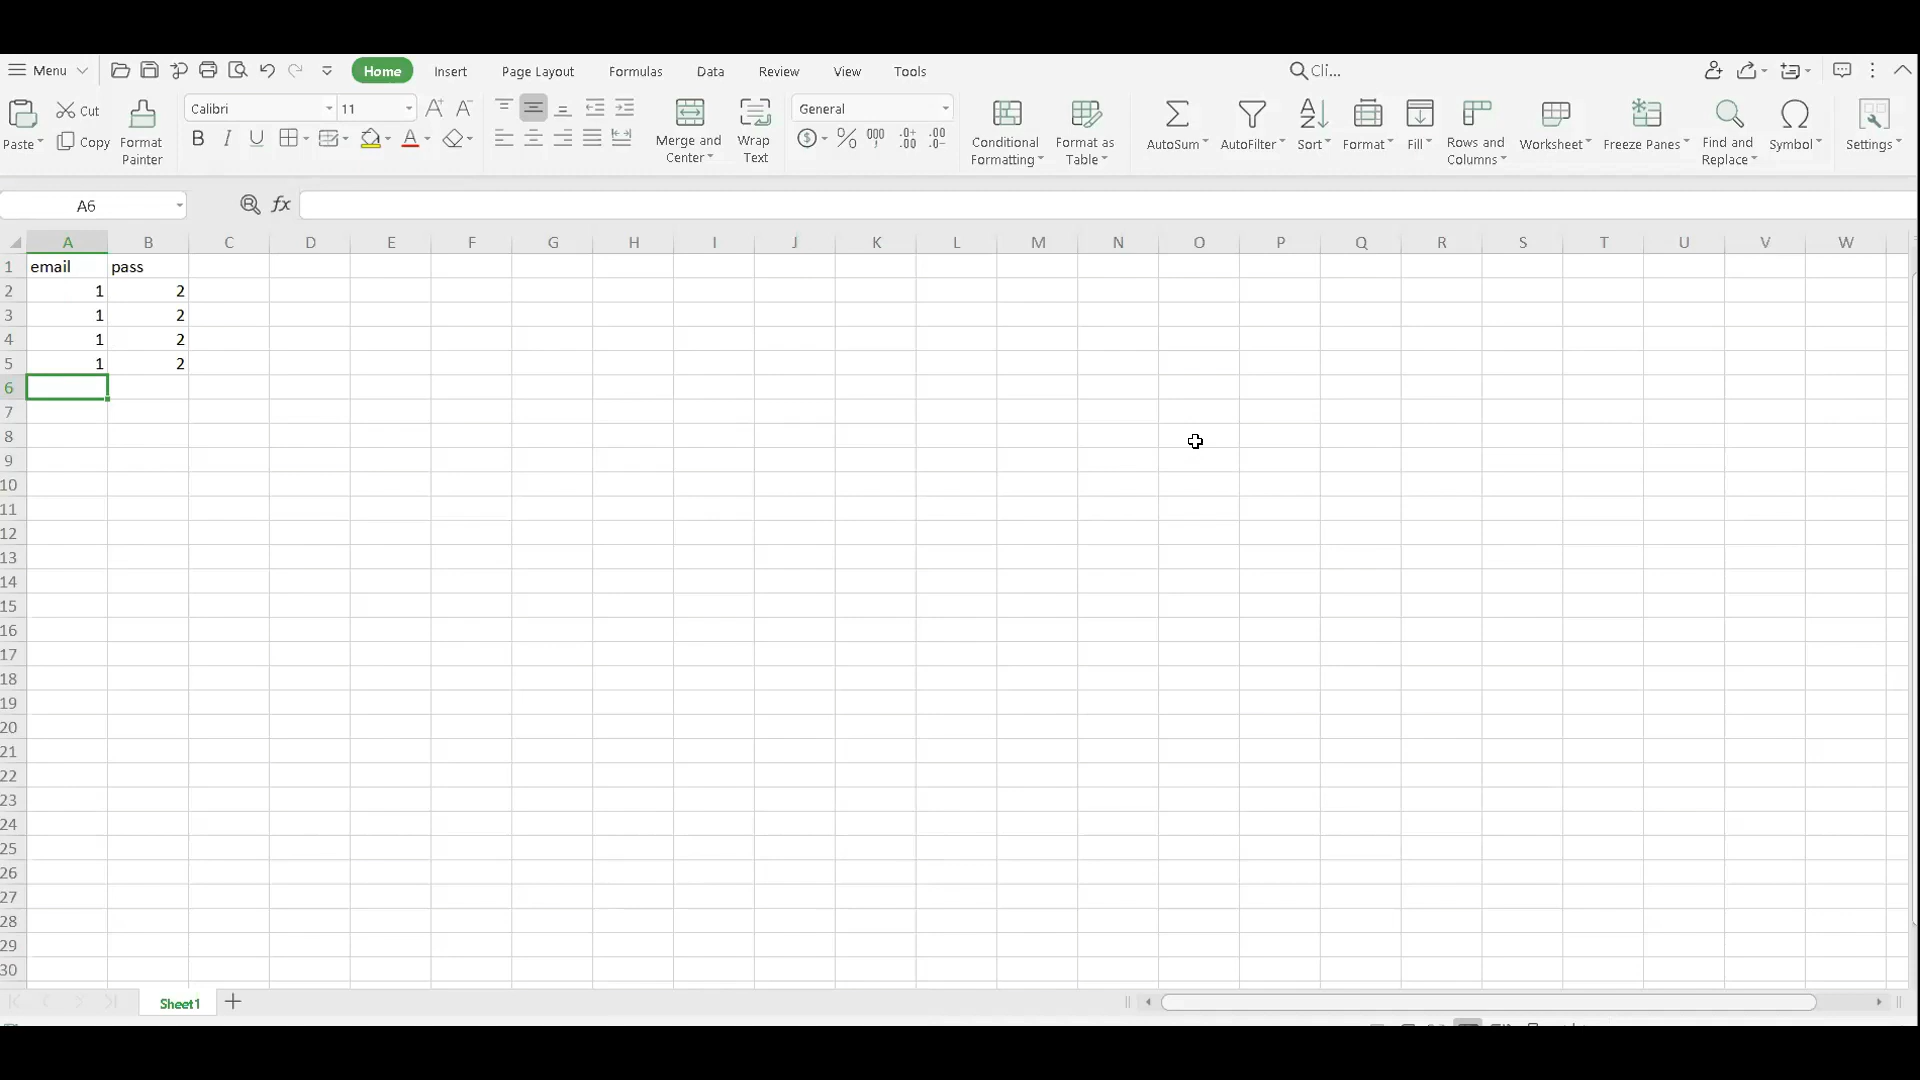 Menu Home Insert Page Layout Formulas Data Review View Tools Cli...
Paste Cut Copy Format Painter Calibri 11 Merge and Center Wrap Text General Conditional Formatting Format as Table AutoSum AutoFilter Sort Format Fill Rows and Columns Worksheet Freeze Panes Find and Replace Symbol Settings
A6 fx
A B C D E F G H I J K L M N O P Q R S T U V W
1 email pass
2 1 2
3 1 2
4 1 2
5 1 2
6
7
8
9
10
11
12
13
14
15
16
17
18
19
20
21
22
23
24
25
26
27
28
29
30
Sheet1